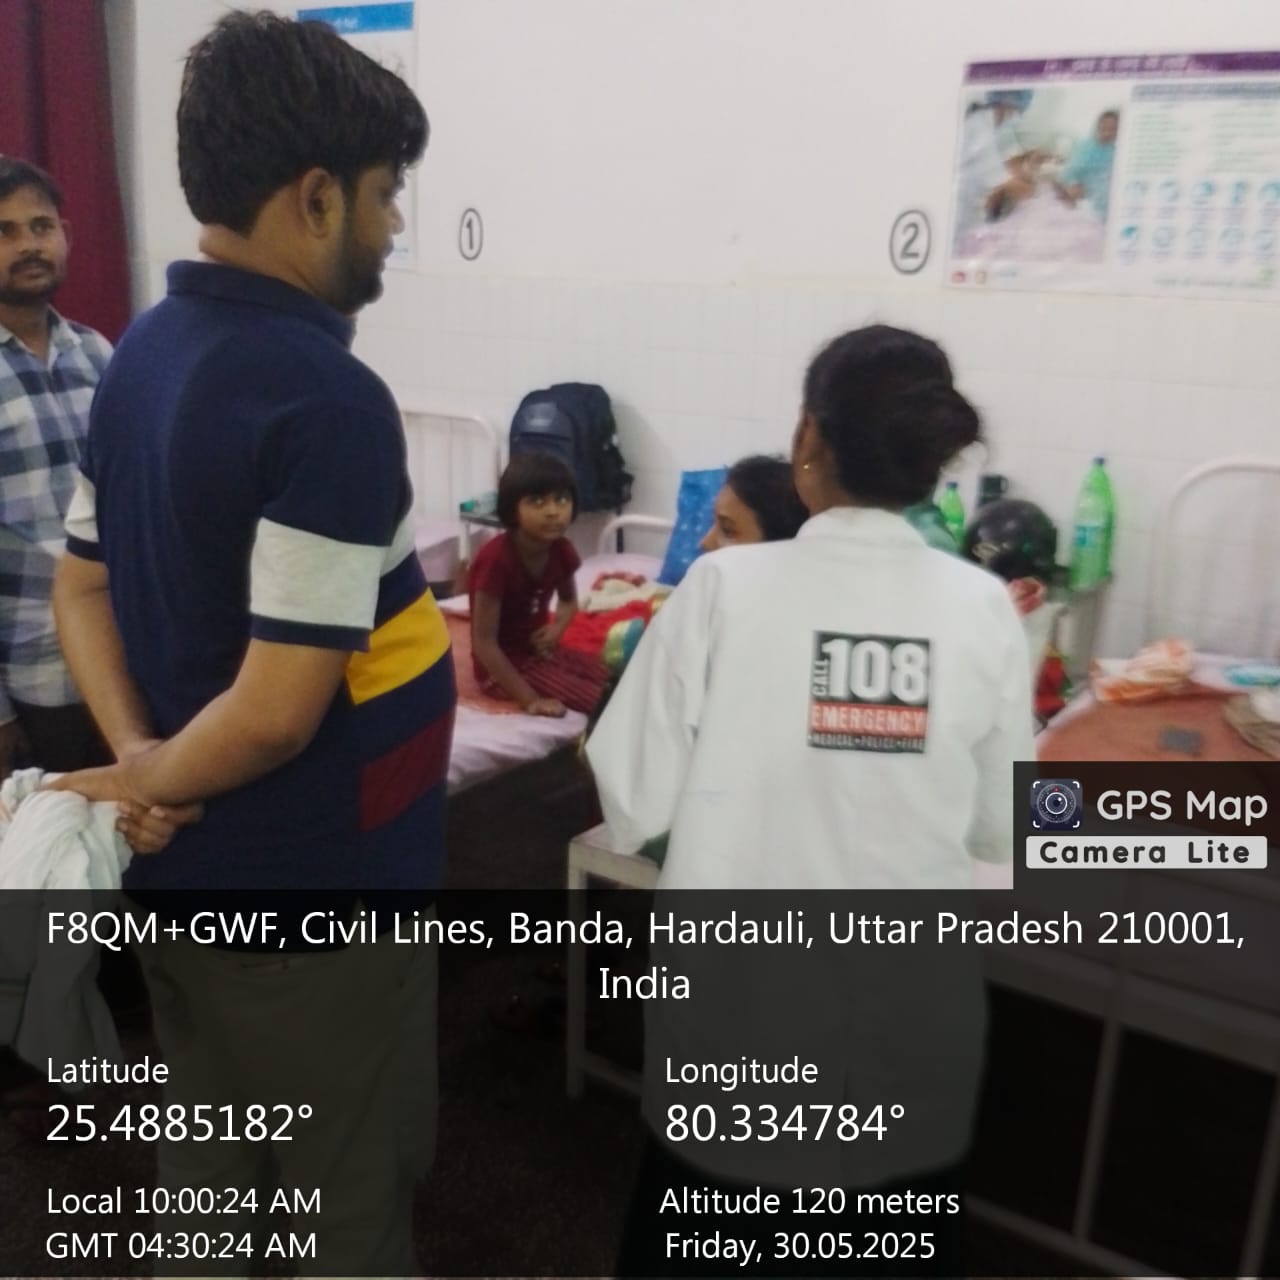 1
2
CALL 108
EMERGENCY
MEDICAL•POLICE•FIRE
GPS Map
Camera Lite
F8QM+GWF, Civil Lines, Banda, Hardauli, Uttar Pradesh 210001,
India
Latitude
25.4885182°
Longitude
80.334784°
Local 10:00:24 AM
GMT 04:30:24 AM
Altitude 120 meters
Friday, 30.05.2025